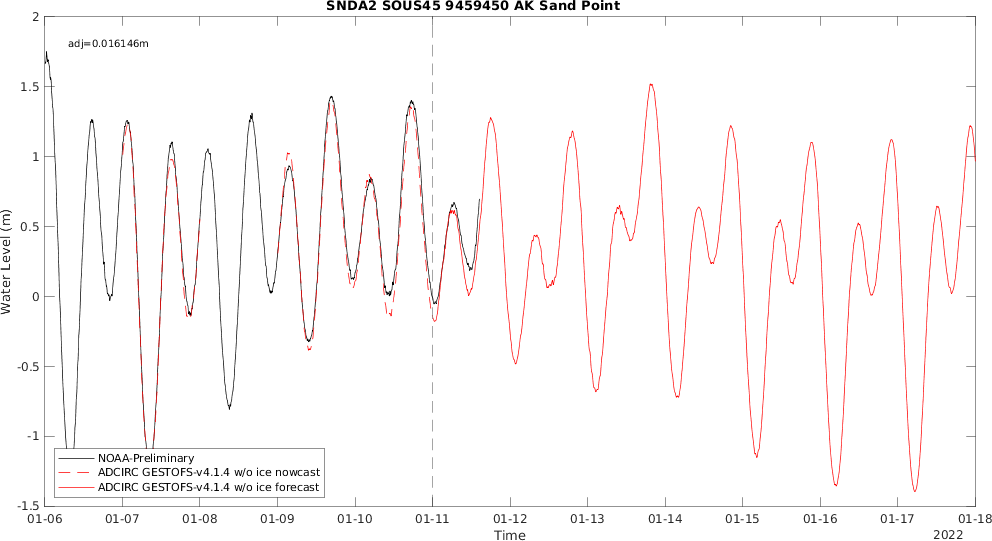 SNDA2 SOUS45 9459450 AK Sand Point
adj=0.016146m
Water Level (m)
2
1.5
1
0.5
0
-0.5
-1
-1.5
NOAA-Preliminary
ADCIRC GESTOFS-v4.1.4 w/o ice nowcast
ADCIRC GESTOFS-v4.1.4 w/o ice forecast
01-06 01-07 01-08 01-09 01-10 01-11 01-12 01-13 01-14 01-15 01-16 01-17 01-18
Time
2022